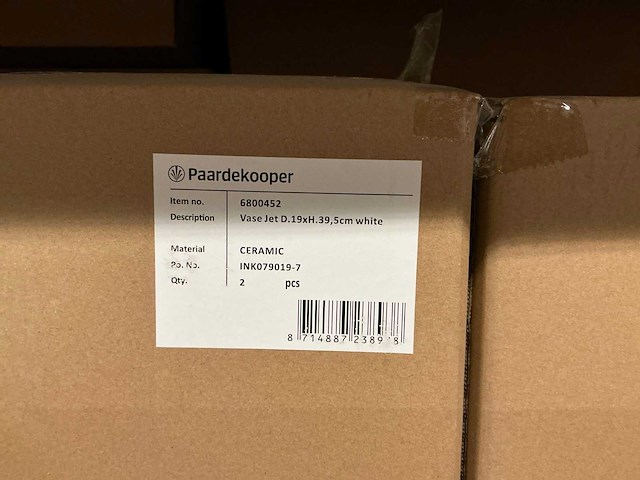 Paardekooper
Item no. 6800452
Description Vase Jet D.19xH.39,5cm white
Material CERAMIC
Po. No. INK079019-7
Qty. 2 pcs
8 714887